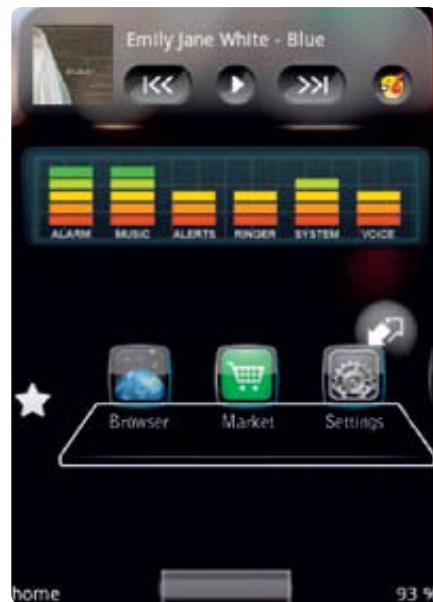 Emily Jane White - Blue
ALARM MUSIC ALERTS RINGER SYSTEM VOICE
Browser Market Settings
home 93 %